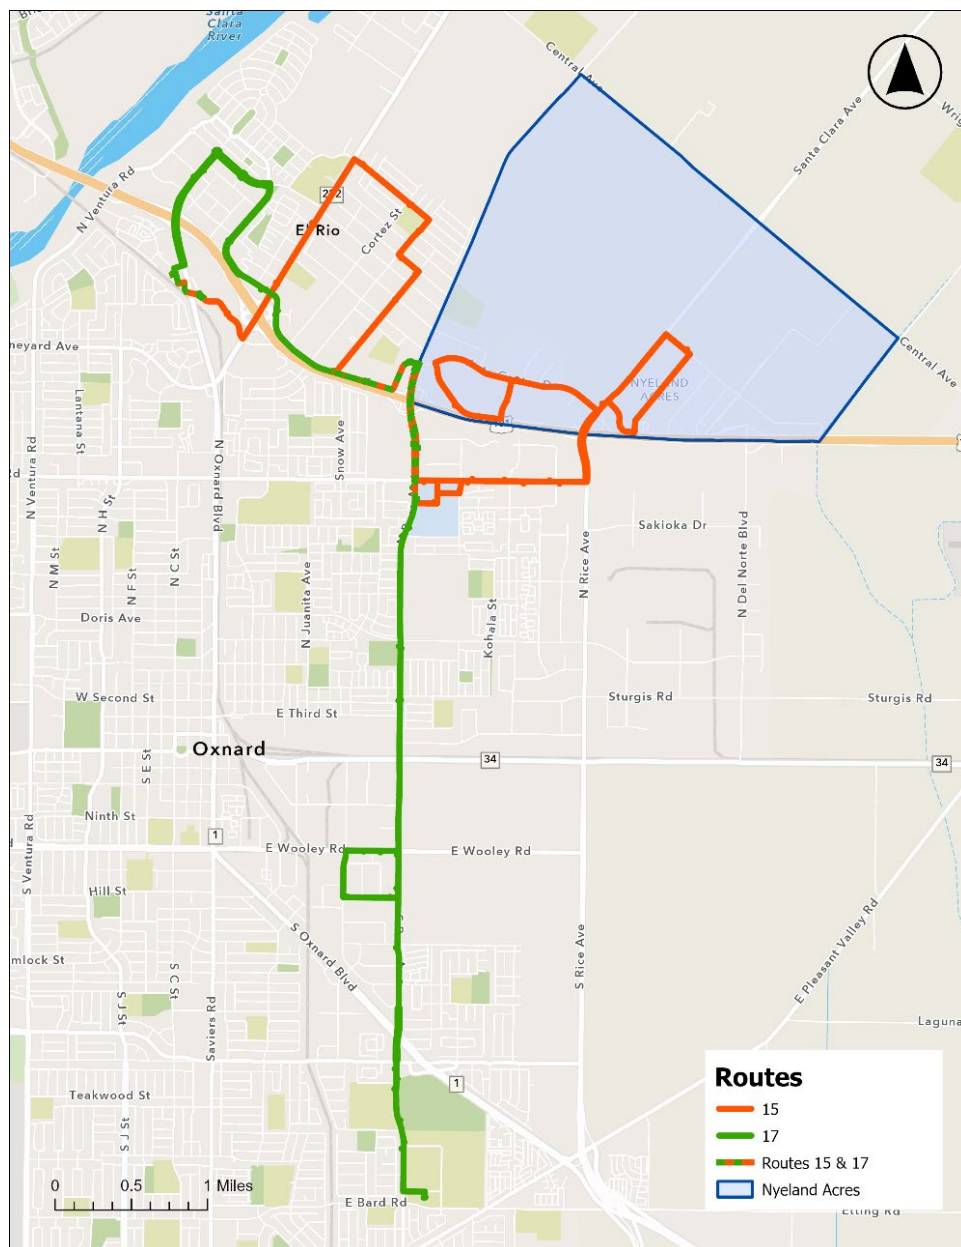 Santa
Clara
River
Central Ave
Santa Clara Ave
N Ventura Rd
232
Cortez St
El Rio
neyard Ave
Central Ave
NYELAND
ACRES
101
Lantana St
Snow Ave
N Ventura Rd
N Oxnard Blvd
Rd
N H St
Sakioka Dr
N M St
N F St
N C St
N Juanita Ave
N Rice Ave
N Del Norte Blvd
Kohala St
Doris Ave
W Second St
E Third St
Sturgis Rd
Sturgis Rd
Oxnard
S E St
34
34
Ninth St
1
E Wooley Rd
E Wooley Rd
S Ventura Rd
Hill St
S Oxnard Blvd
E Pleasant Valley Rd
S Rice Ave
mlock St
S C St
S J St
Saviers Rd
Laguna
1
Teakwood St
S J St
E Bard Rd
Etting Rd
Routes
15
17
Routes 15 & 17
Nyeland Acres
0 0.5 1 Miles